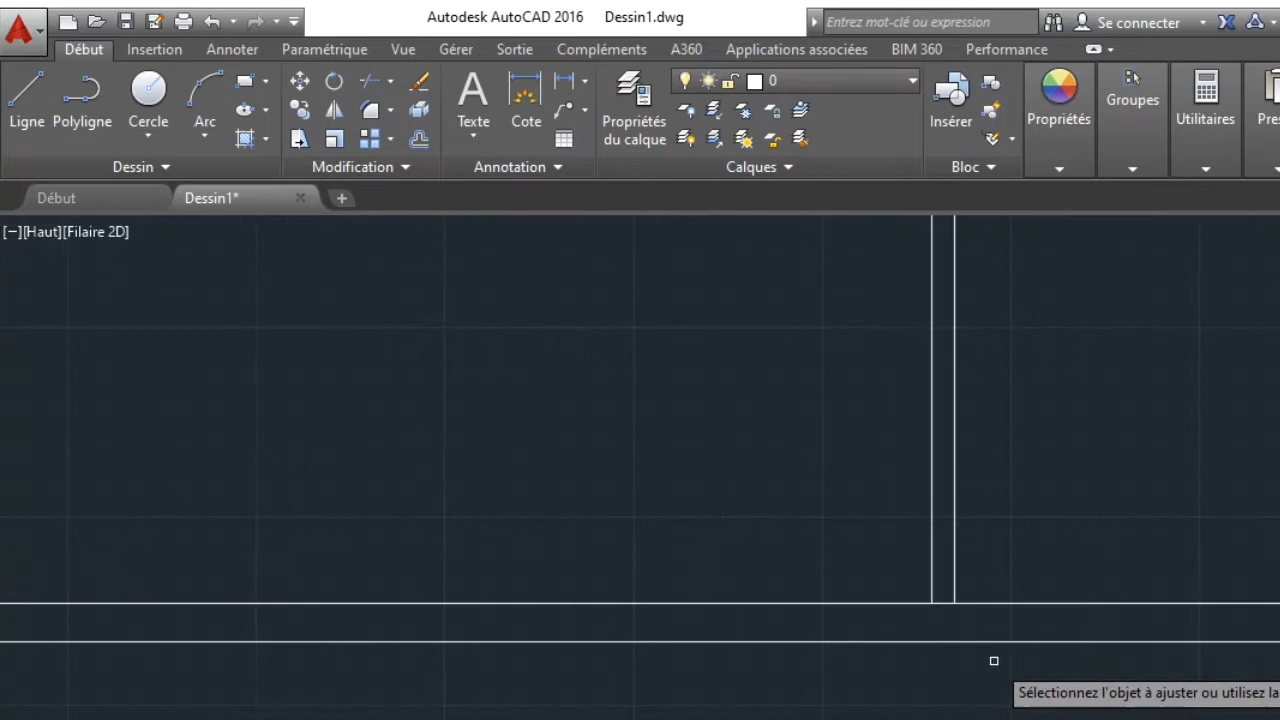 Autodesk AutoCAD 2016 Dessin1.dwg
Entrez mot-clé ou expression
Se connecter
Début Insertion Annoter Paramétrique Vue Gérer Sortie Compléments A360 Applications associées BIM 360 Performance
Ligne Polyligne Cercle Arc
Texte Cote
Propriétés
du calque
0
Insérer
Propriétés
Groupes
Utilitaires
Pres
Dessin Modification Annotation Calques Bloc
Début Dessin1*
[−][Haut][Filaire 2D]
Sélectionnez l'objet à ajuster ou utilisez la